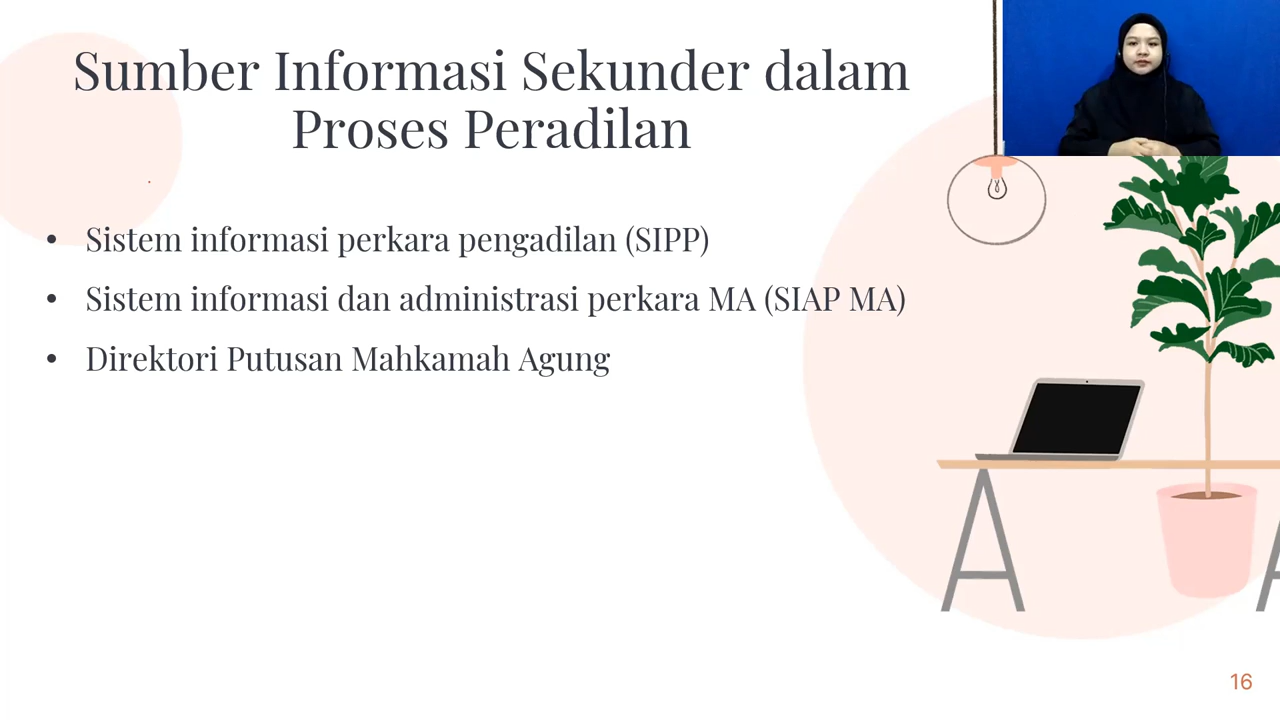 Sumber Informasi Sekunder dalam
Proses Peradilan
• Sistem informasi perkara pengadilan (SIPP)
• Sistem informasi dan administrasi perkara MA (SIAP MA)
• Direktori Putusan Mahkamah Agung
16